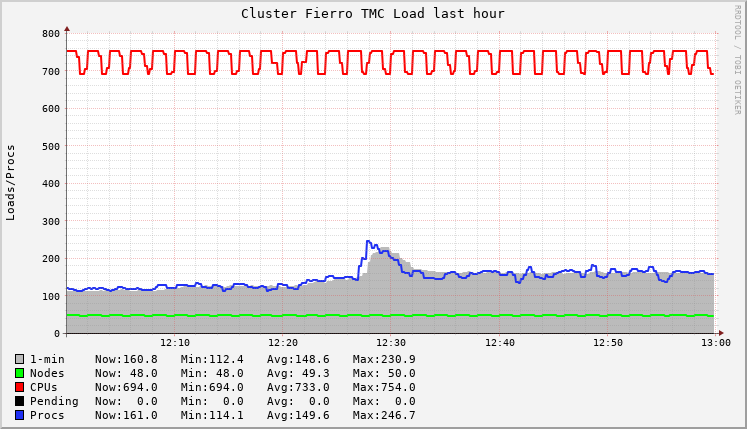 Cluster Fierro TMC Load last hour
RRDTOOL / TOBI OETIKER
Loads/Procs
800
700
600
500
400
300
200
100
0
12:10 12:20 12:30 12:40 12:50 13:00
1-min Now:160.8 Min:112.4 Avg:148.6 Max:230.9
Nodes Now: 48.0 Min: 48.0 Avg: 49.3 Max: 50.0
CPUs Now:694.0 Min:694.0 Avg:733.0 Max:754.0
Pending Now: 0.0 Min: 0.0 Avg: 0.0 Max: 0.0
Procs Now:161.0 Min:114.1 Avg:149.6 Max:246.7